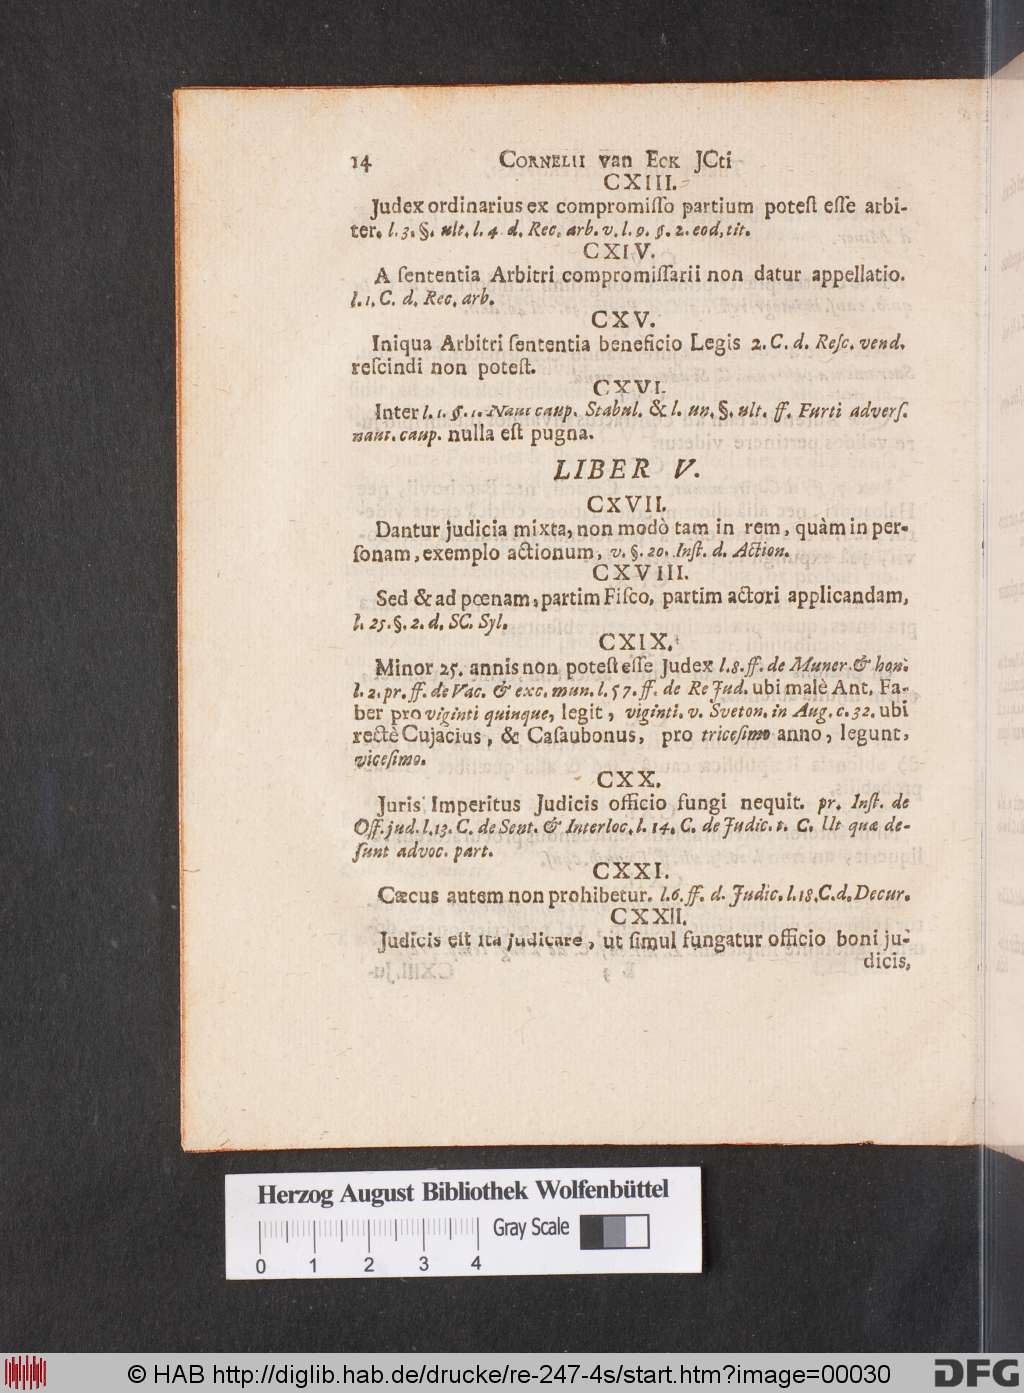 14 CORNELII van ECK JCti
CXIII.
Judex ordinarius ex compromiſſo partium poteſt eſſe arbi-
ter. l. 3. §. ult. l. 4 d. Rec. arb. v. l. 9. §. 2. eod. tit.
CXIV.
A ſententia Arbitri compromiſſarii non datur appellatio.
l. 1. C. d. Rec. arb.
CXV.
Iniqua Arbitri ſententia beneficio Legis 2. C. d. Reſc. vend.
reſcindi non poteſt.
CXVI.
Inter l. 1. §. 1. Naut caup. Stabul. & l. un. §. ult. ff. Furti adverſ.
naut. caup. nulla eſt pugna.
LIBER V.
CXVII.
Dantur judicia mixta, non modò tam in rem, quàm in per-
ſonam, exemplo actionum, v. §. 20. Inſt. d. Action.
CXVIII.
Sed & ad pœnam, partim Fiſco, partim actori applicandam,
l. 25. §. 2. d. SC. Syl.
CXIX.
Minor 25. annis non poteſt eſſe Judex l. 8. ff. de Muner. & hon.
l. 2. pr. ff. de Vac. & exc. mun. l. 57. ff. de Re Jud. ubi malè Ant. Fa-
ber pro viginti quinque, legit, viginti. v. Sveton. in Aug. c. 32. ubi
rectè Cujacius, & Caſaubonus, pro triceſimo anno, legunt,
viceſimo.
CXX.
Juris Imperitus Judicis officio fungi nequit. pr. Inſt. de
Off. jud. l. 13. C. de Sent. & Interloc. l. 14. C. de Judic. t. C. Ut quæ de-
ſunt advoc. part.
CXXI.
Cæcus autem non prohibetur. l. 6. ff. d. Judic. l. 18. C. d. Decur.
CXXII.
Judicis eſt ita judicare, ut ſimul fungatur officio boni ju-
dicis,
Herzog August Bibliothek Wolfenbüttel
Gray Scale
0 1 2 3 4
© HAB http://diglib.hab.de/drucke/re-247-4s/start.htm?image=00030
DFG